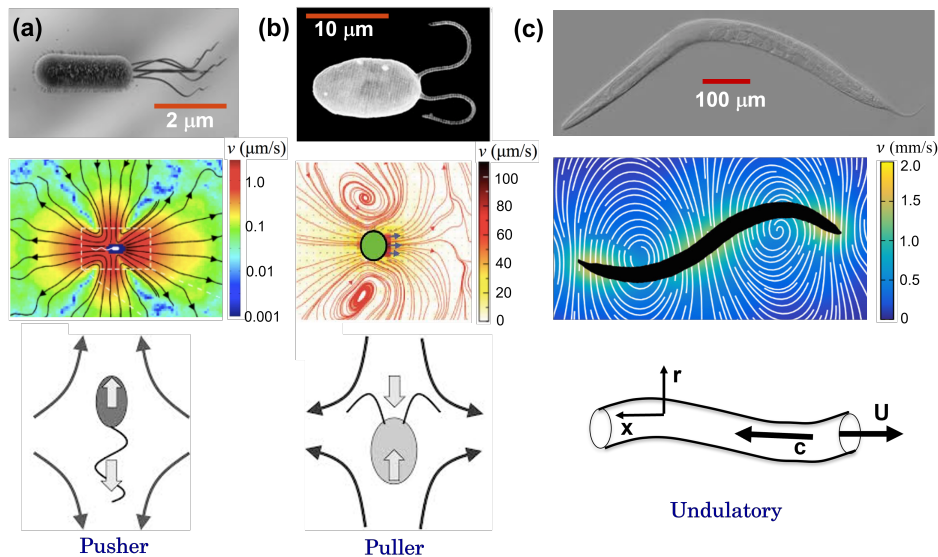 (a)
2 μm
(b)
10 μm
(c)
100 μm
v (μm/s)
1.0
0.1
0.01
0.001
v (μm/s)
100
80
60
40
20
0
v (mm/s)
2.0
1.5
1.0
0.5
0
r
x
c
U
Pusher
Puller
Undulatory